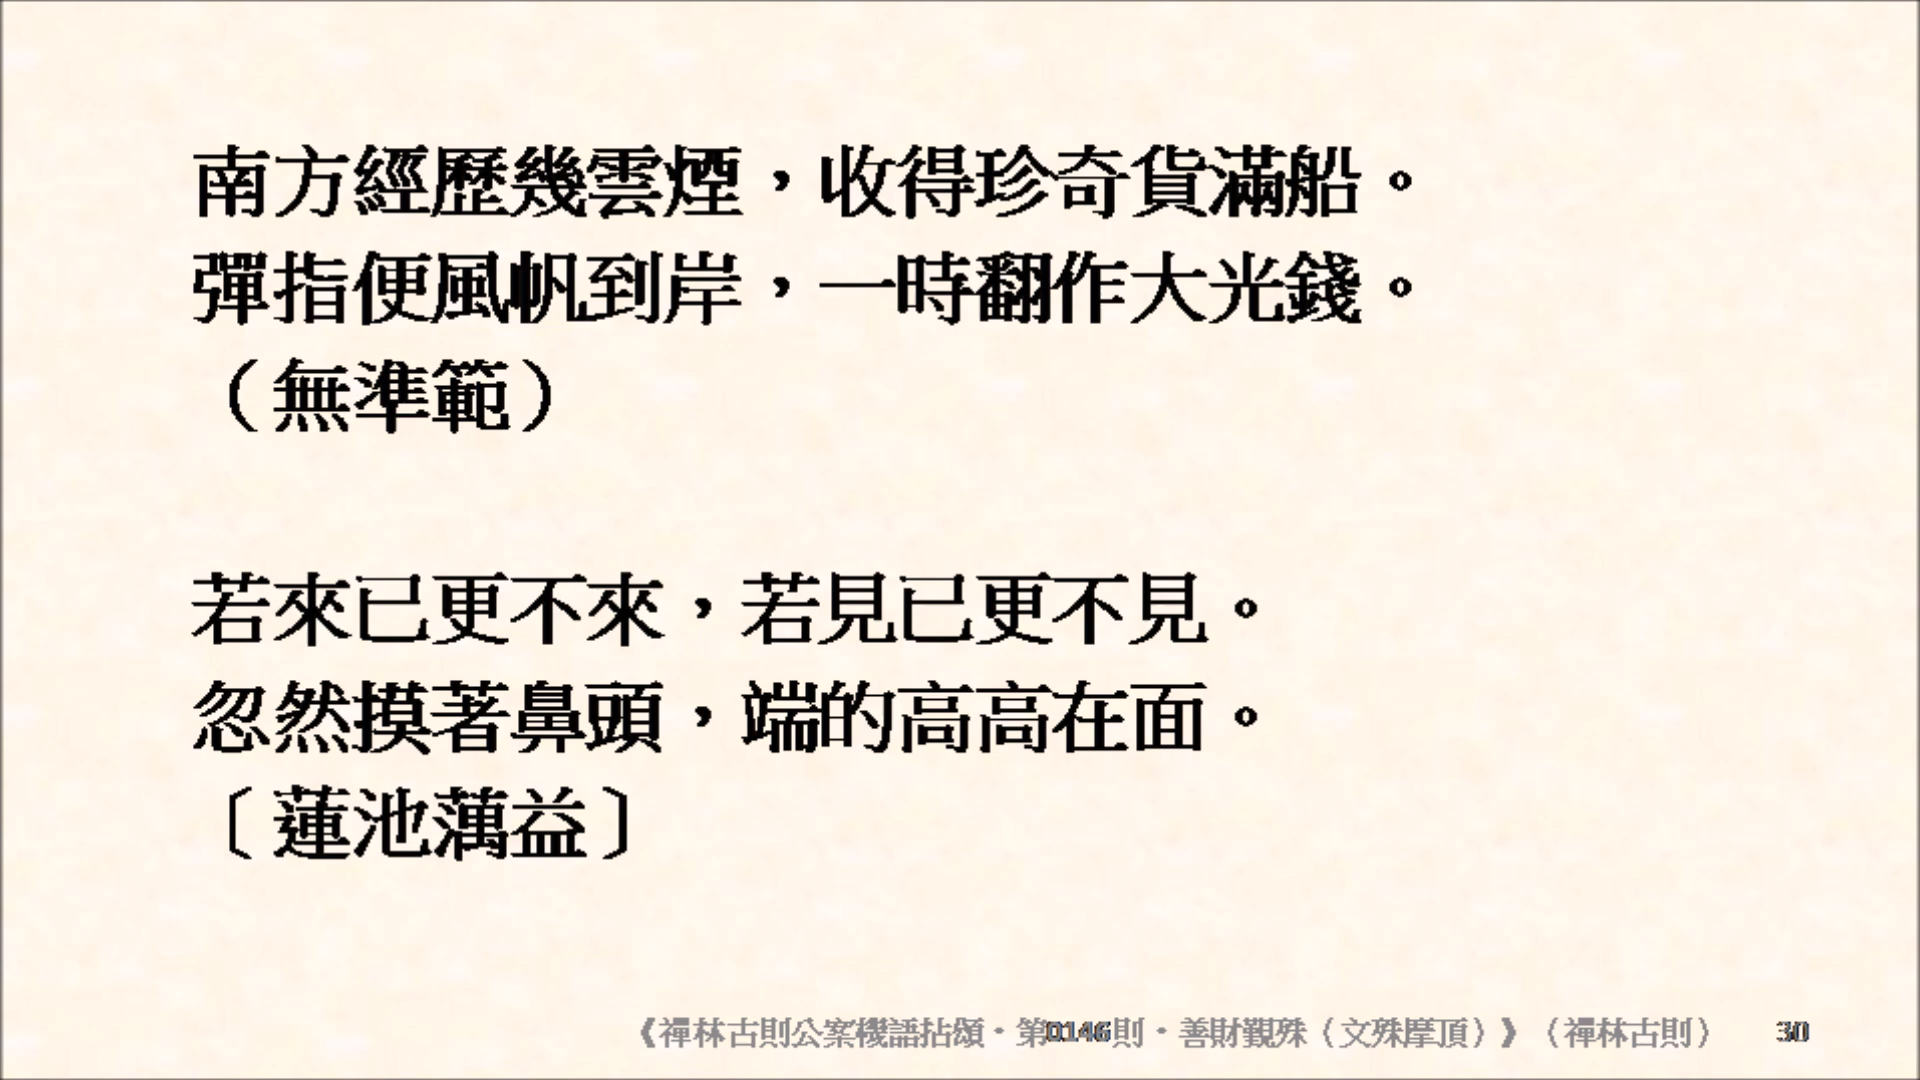 南方經歷幾雲煙，收得珍奇貨滿船。
彈指便風帆到岸，一時翻作大光錢。
（無準範）
若來已更不來，若見已更不見。
忽然摸著鼻頭，端的高高在面。
〔蓮池蕅益〕
《禪林古則公案機語拈頌·第0146則·善財覲殊（文殊摩頂）》（禪林古則） 30